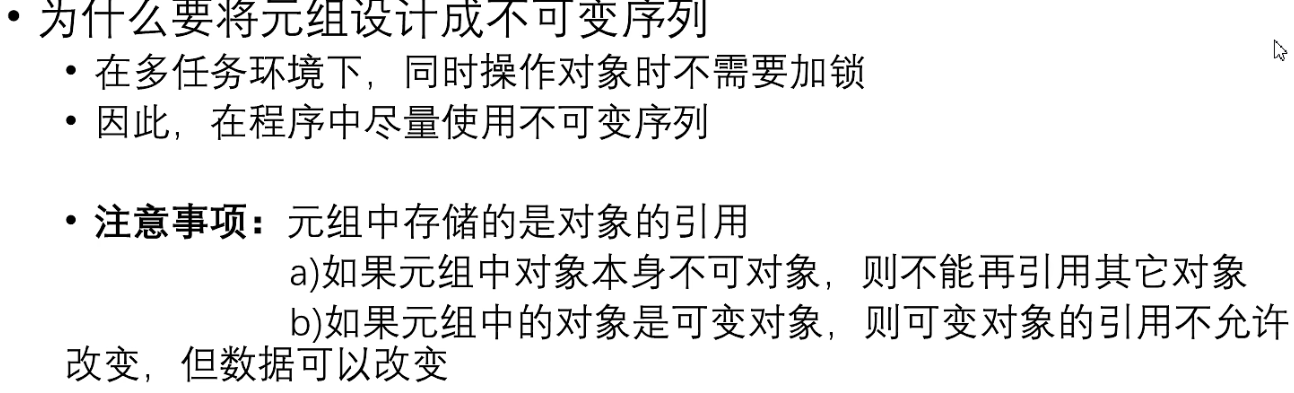 • 为什么要将元组设计成不可变序列
• 在多任务环境下，同时操作对象时不需要加锁
• 因此，在程序中尽量使用不可变序列
• 注意事项：元组中存储的是对象的引用
a)如果元组中对象本身不可对象，则不能再引用其它对象
b)如果元组中的对象是可变对象，则可变对象的引用不允许
改变，但数据可以改变